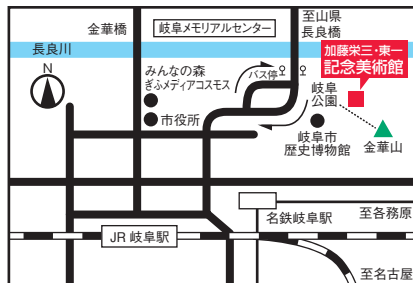 金華橋
岐阜メモリアルセンター
至山県
長良橋
長良川
加藤栄三・東一
記念美術館
N
みんなの森
ぎふメディアコスモス
バス停
岐阜
公園
市役所
岐阜市
歴史博物館
金華山
名鉄岐阜駅
至各務原
JR 岐阜駅
至名古屋